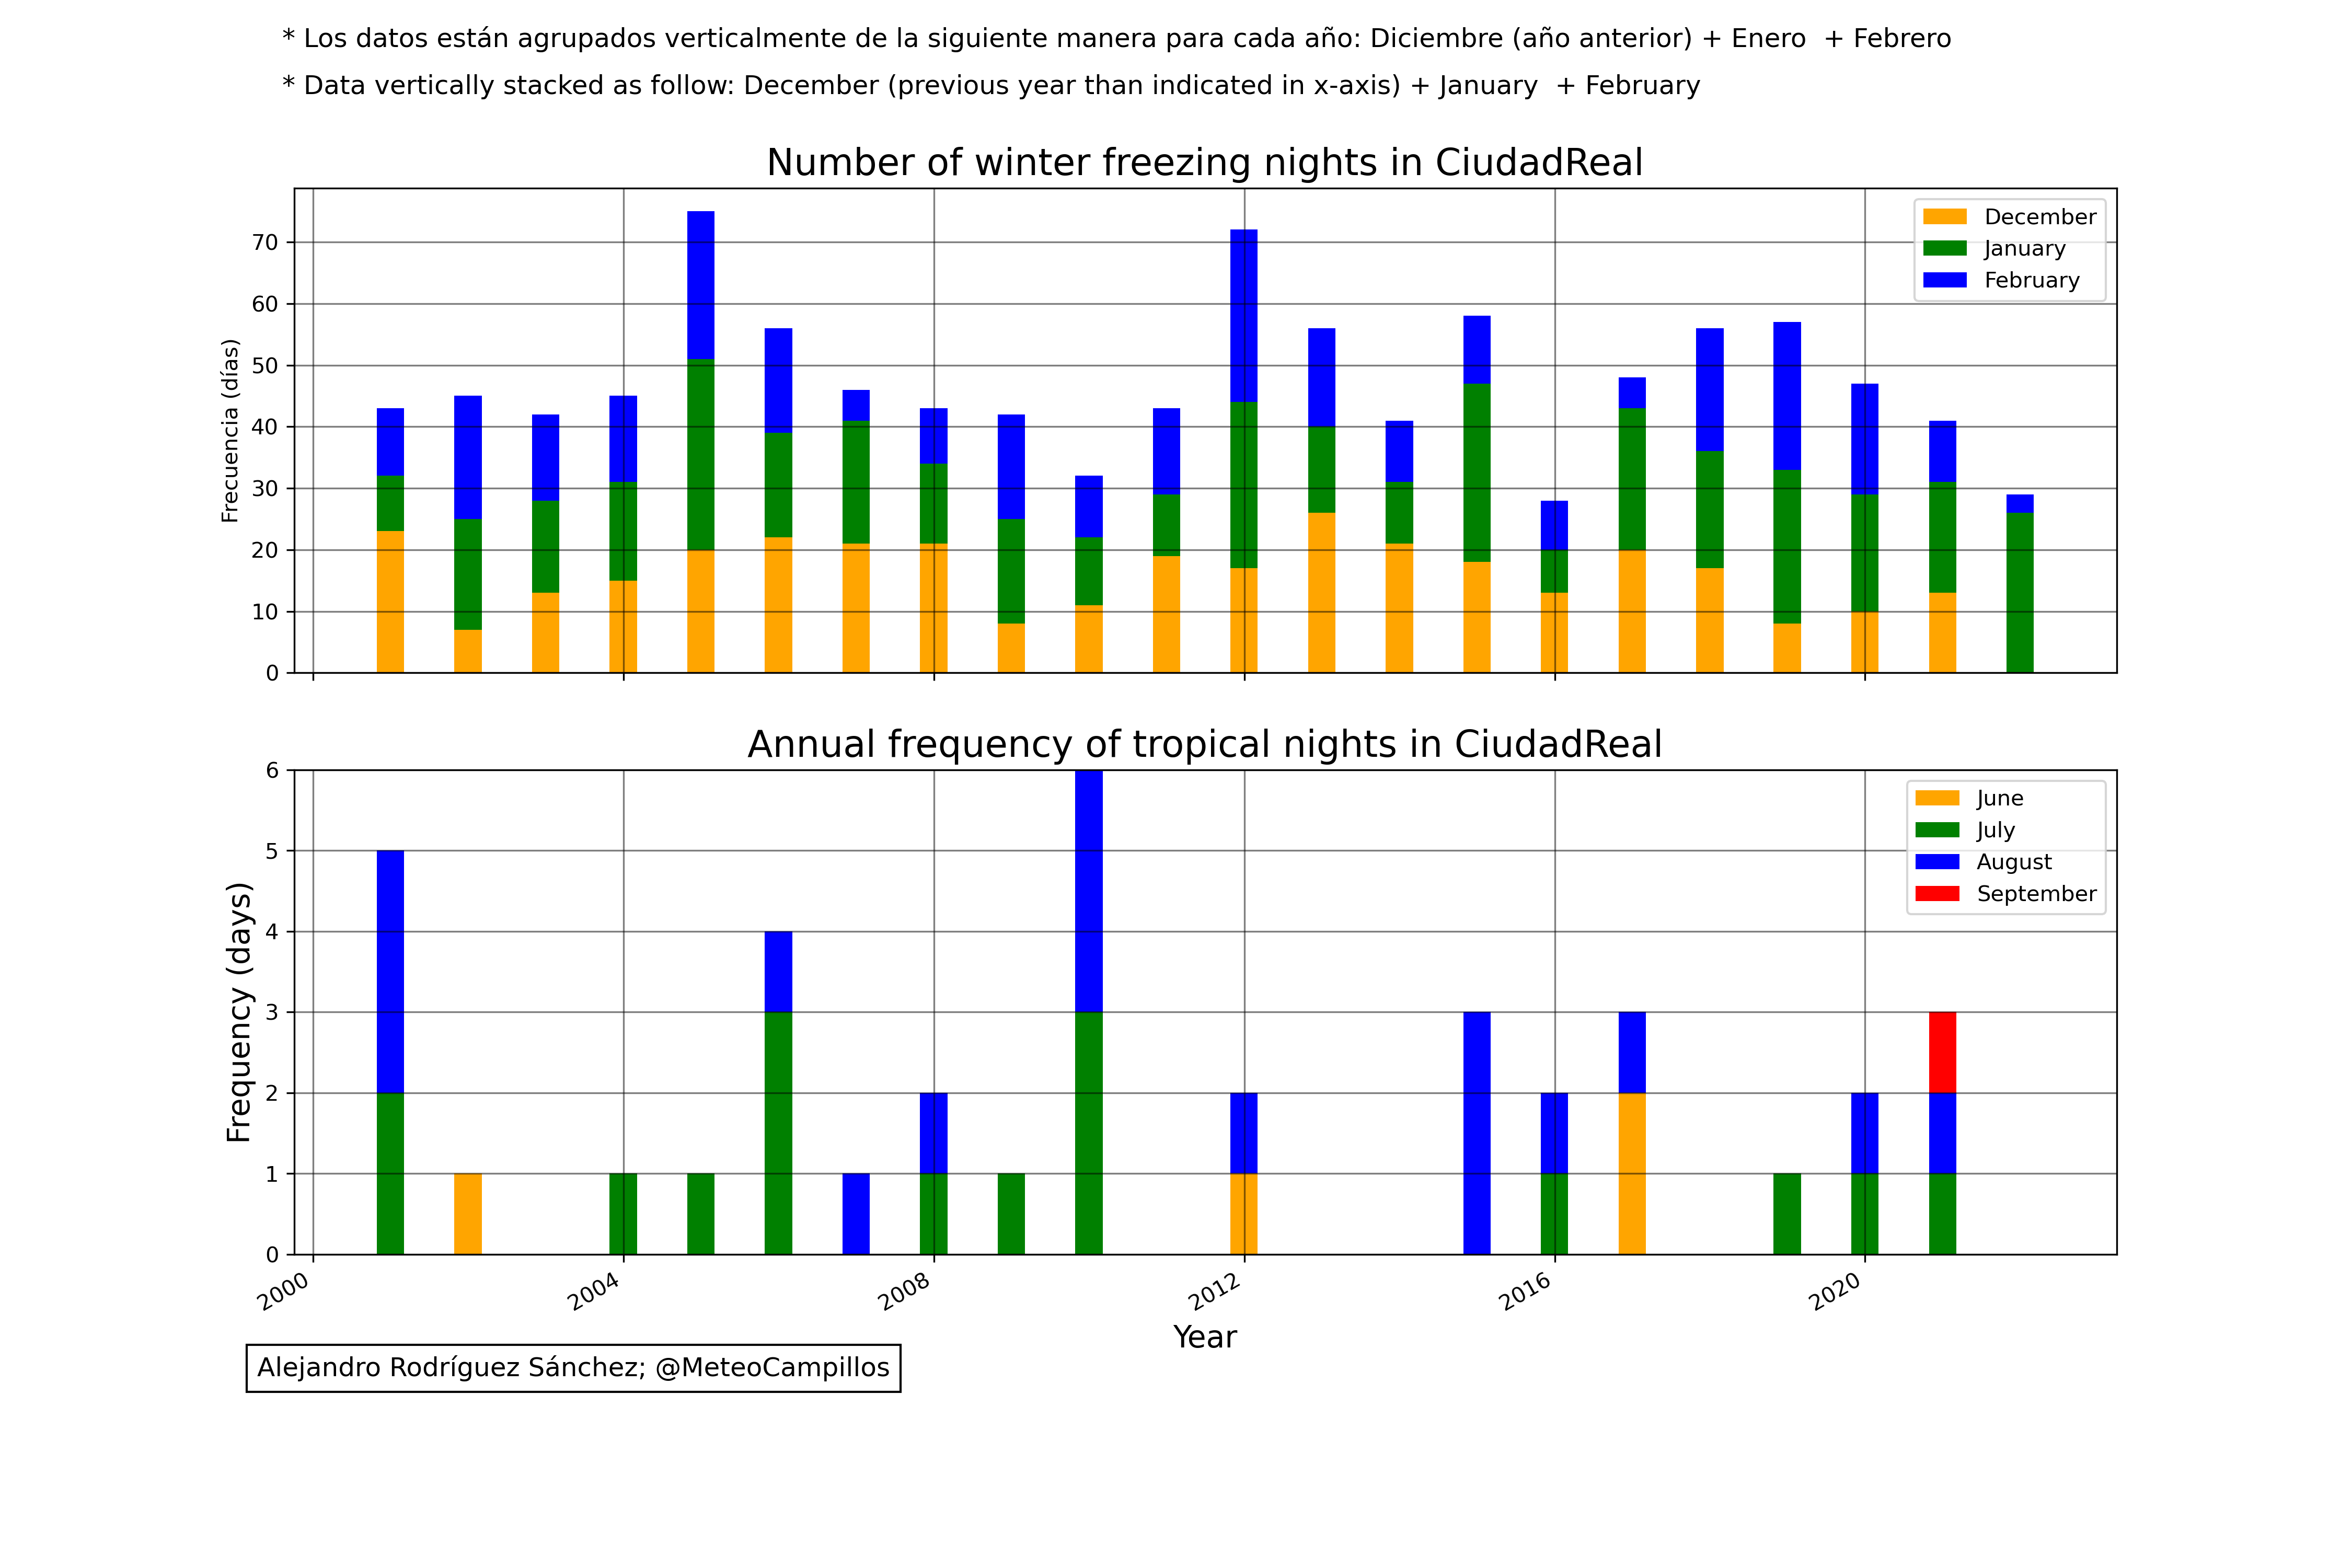 * Los datos están agrupados verticalmente de la siguiente manera para cada año: Diciembre (año anterior) + Enero  + Febrero
* Data vertically stacked as follow: December (previous year than indicated in x-axis) + January  + February
Number of winter freezing nights in CiudadReal
Frecuencia (días)
70
60
50
40
30
20
10
0
December
January
February
Annual frequency of tropical nights in CiudadReal
Frequency (days)
6
5
4
3
2
1
0
June
July
August
September
2000
2004
2008
2012
2016
2020
Year
Alejandro Rodríguez Sánchez; @MeteoCampillos